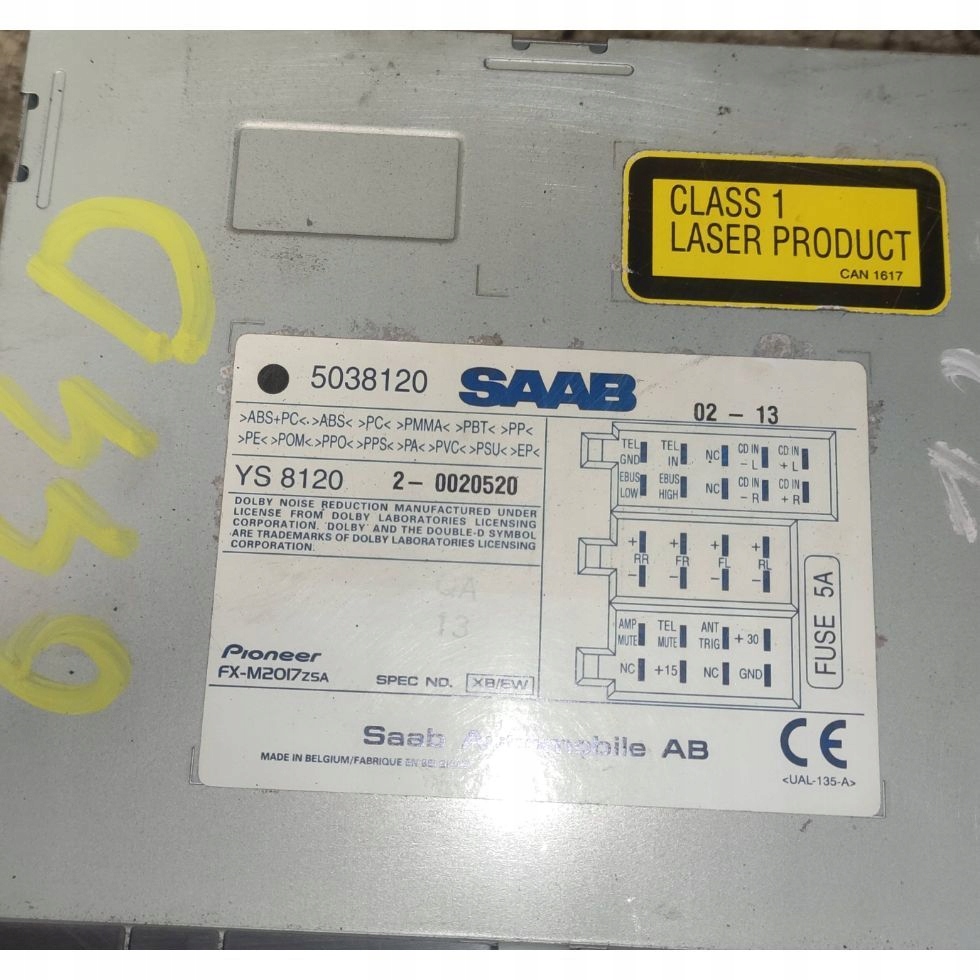 CLASS 1
LASER PRODUCT
CAN 1617
5038120 SAAB
02 - 13
>ABS+PC<.>ABS< >PC< >PMMA< >PBT< >PP<
>PE<>POM<>PPO<>PPS<>PA<>PVC<>PSU<>EP<
YS 8120 2-0020520
DOLBY NOISE REDUCTION MANUFACTURED UNDER
LICENSE FROM DOLBY LABORATORIES LICENSING
CORPORATION. 'DOLBY' AND THE DOUBLE-D SYMBOL
ARE TRADEMARKS OF DOLBY LABORATORIES LICENSING
CORPORATION.
TEL GND TEL IN NC CD IN - L CD IN + L
EBUS LOW EBUS HIGH NC CD IN - R CD IN + R
+ + + +
RR FR FL RL
- - - -
AMP MUTE TEL MUTE ANT TRIG + 30
NC +15 NC GND
FUSE 5A
QA
13
Pioneer
FX-M2017ZSA SPEC NO. XB/EW
Saab Automobile AB
MADE IN BELGIUM/FABRIQUE EN
CE
<UAL-135-A>